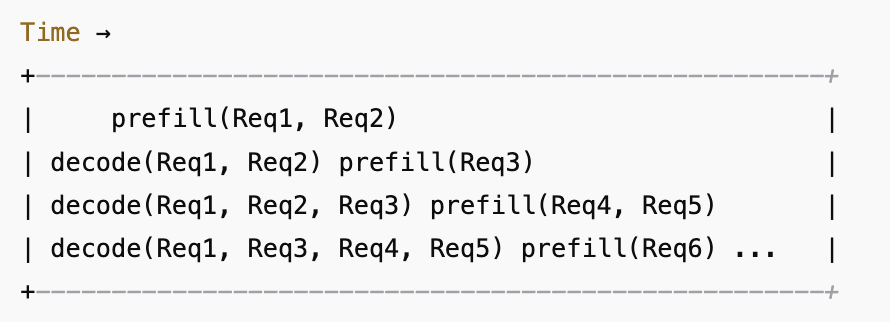 Time →
+-----------------------------------------------------+
|     prefill(Req1, Req2)                             |
| decode(Req1, Req2) prefill(Req3)                    |
| decode(Req1, Req2, Req3) prefill(Req4, Req5)        |
| decode(Req1, Req3, Req4, Req5) prefill(Req6) ...    |
+-----------------------------------------------------+